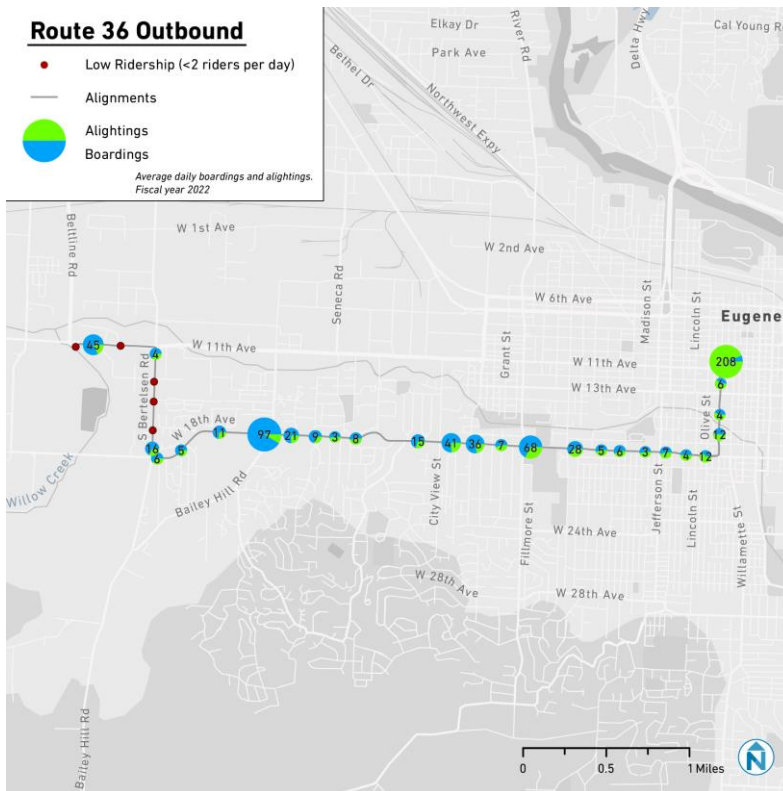 Route 36 Outbound
Low Ridership (<2 riders per day)
Alignments
Alightings
Boardings
Average daily boardings and alightings.
Fiscal year 2022
Elkay Dr
Park Ave
River Rd
Delta Hwy
Cal Young R
Bethel Dr
Northwest Expy
Beltline Rd
W 1st Ave
W 2nd Ave
Seneca Rd
W 6th Ave
Madison St
Lincoln St
Eugene
45
4
W 11th Ave
Grant St
W 11th Ave
208
W 13th Ave
6
S Bertelsen Rd
W 18th Ave
Olive St
4
12
11
97
21
9
3
8
15
41
36
7
68
28
5
6
3
7
4
12
16
6
5
Willow Creek
Bailey Hill Rd
City View St
Fillmore St
Jefferson St
Lincoln St
Willamette St
W 24th Ave
W 28th Ave
W 28th Ave
Bailey Hill Rd
0
0.5
1 Miles
N